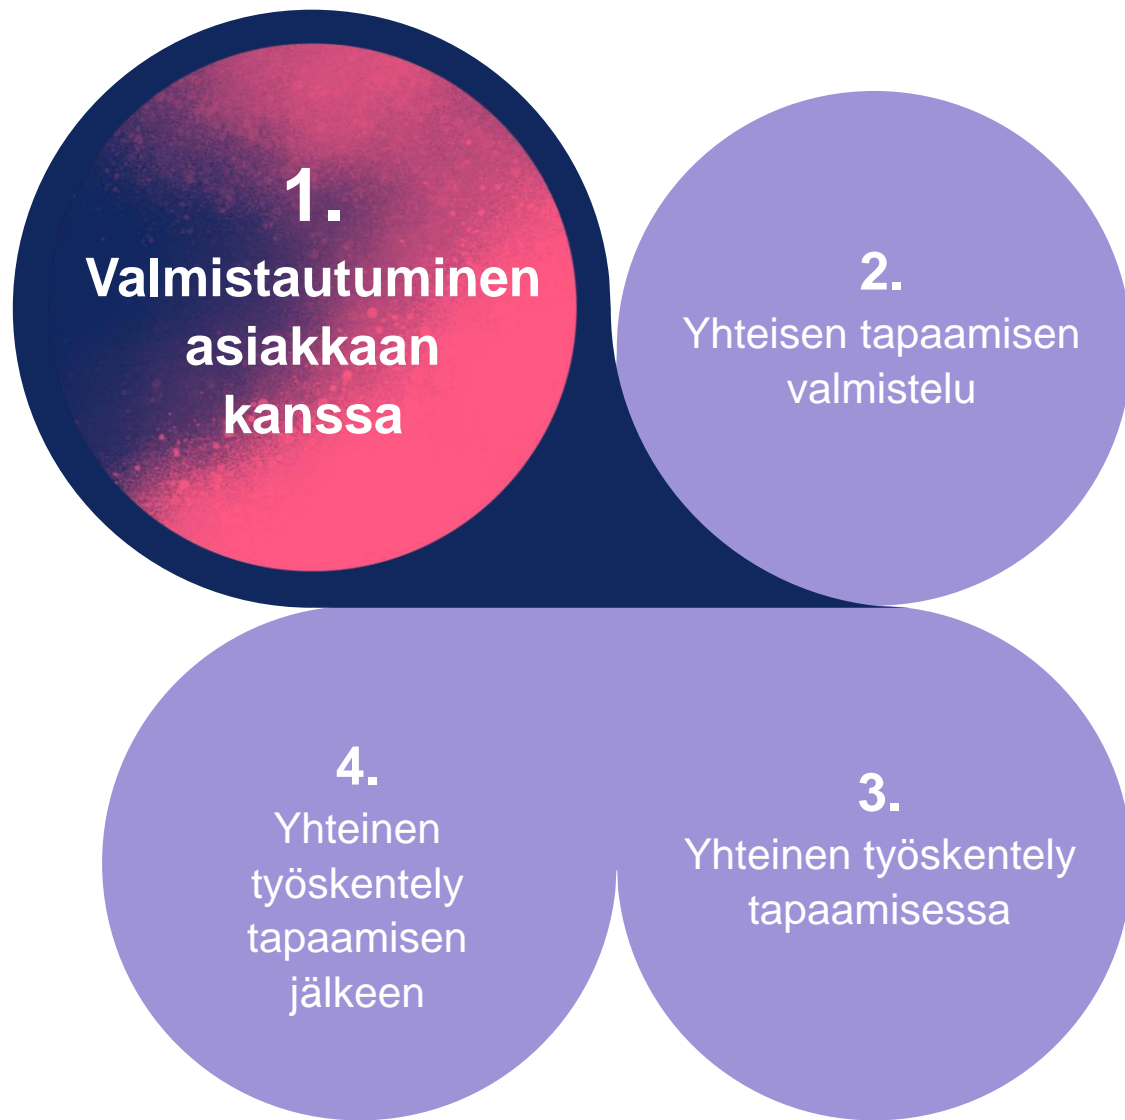 1.
Valmistautuminen
asiakkaan
kanssa
2.
Yhteisen tapaamisen
valmistelu
3.
Yhteinen työskentely
tapaamisessa
4.
Yhteinen
työskentely
tapaamisen
jälkeen